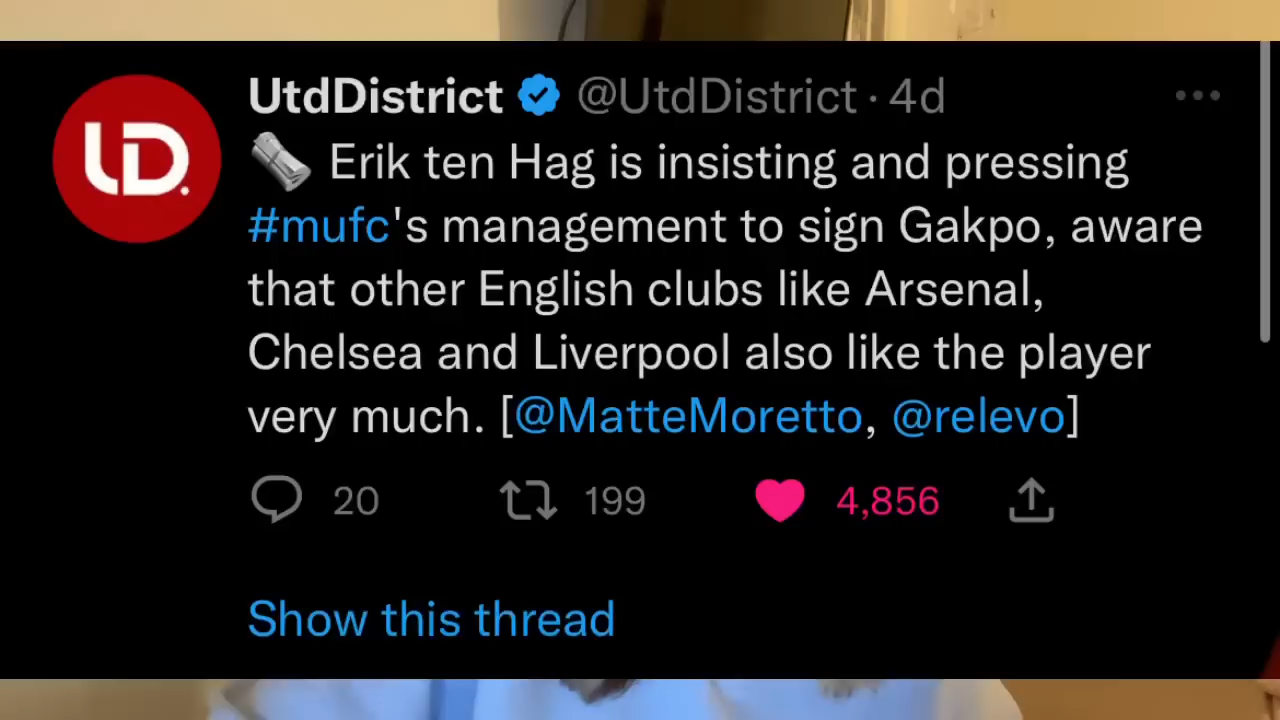 UD.
UtdDistrict @UtdDistrict · 4d
🗞️ Erik ten Hag is insisting and pressing
#mufc's management to sign Gakpo, aware
that other English clubs like Arsenal,
Chelsea and Liverpool also like the player
very much. [@MatteMoretto, @relevo]
20 199 4,856
Show this thread